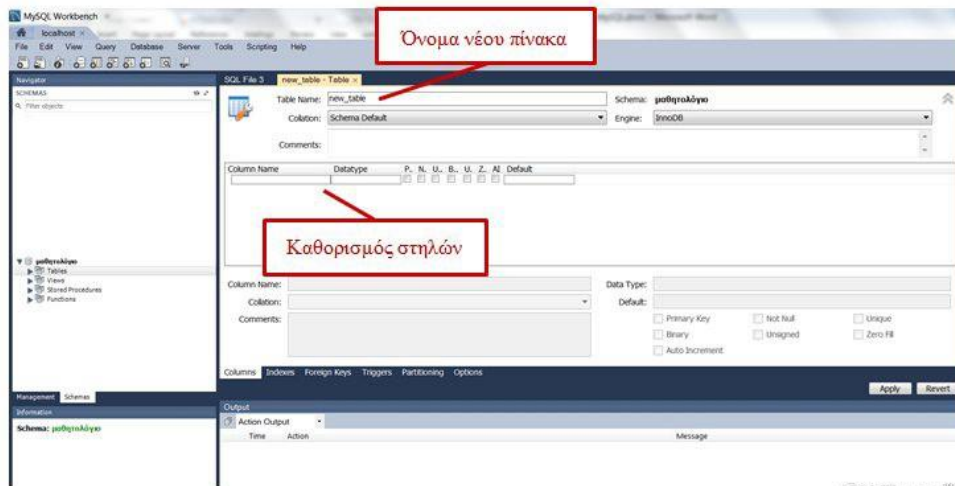 MySQL Workbench
localhost ×
File Edit View Query Database Server Tools Scripting Help
Όνομα νέου πίνακα
Navigator
SCHEMAS
Filter objects
μαθητολόγιο
Tables
Views
Stored Procedures
Functions
Management Schemas
Information
Schema: μαθητολόγιο
SQL File 3 new_table - Table ×
Table Name: new_table Schema: μαθητολόγιο
Collation: Schema Default Engine: InnoDB
Comments:
Column Name Datatype P.. N.. U.. B.. U. Z.. AI Default
Καθορισμός στηλών
Column Name: Data Type:
Collation: Default:
Comments: Primary Key Not Null Unique
Binary Unsigned Zero Fill
Auto Increment
Columns Indexes Foreign Keys Triggers Partitioning Options
Apply Revert
Output
Action Output
Time Action Message